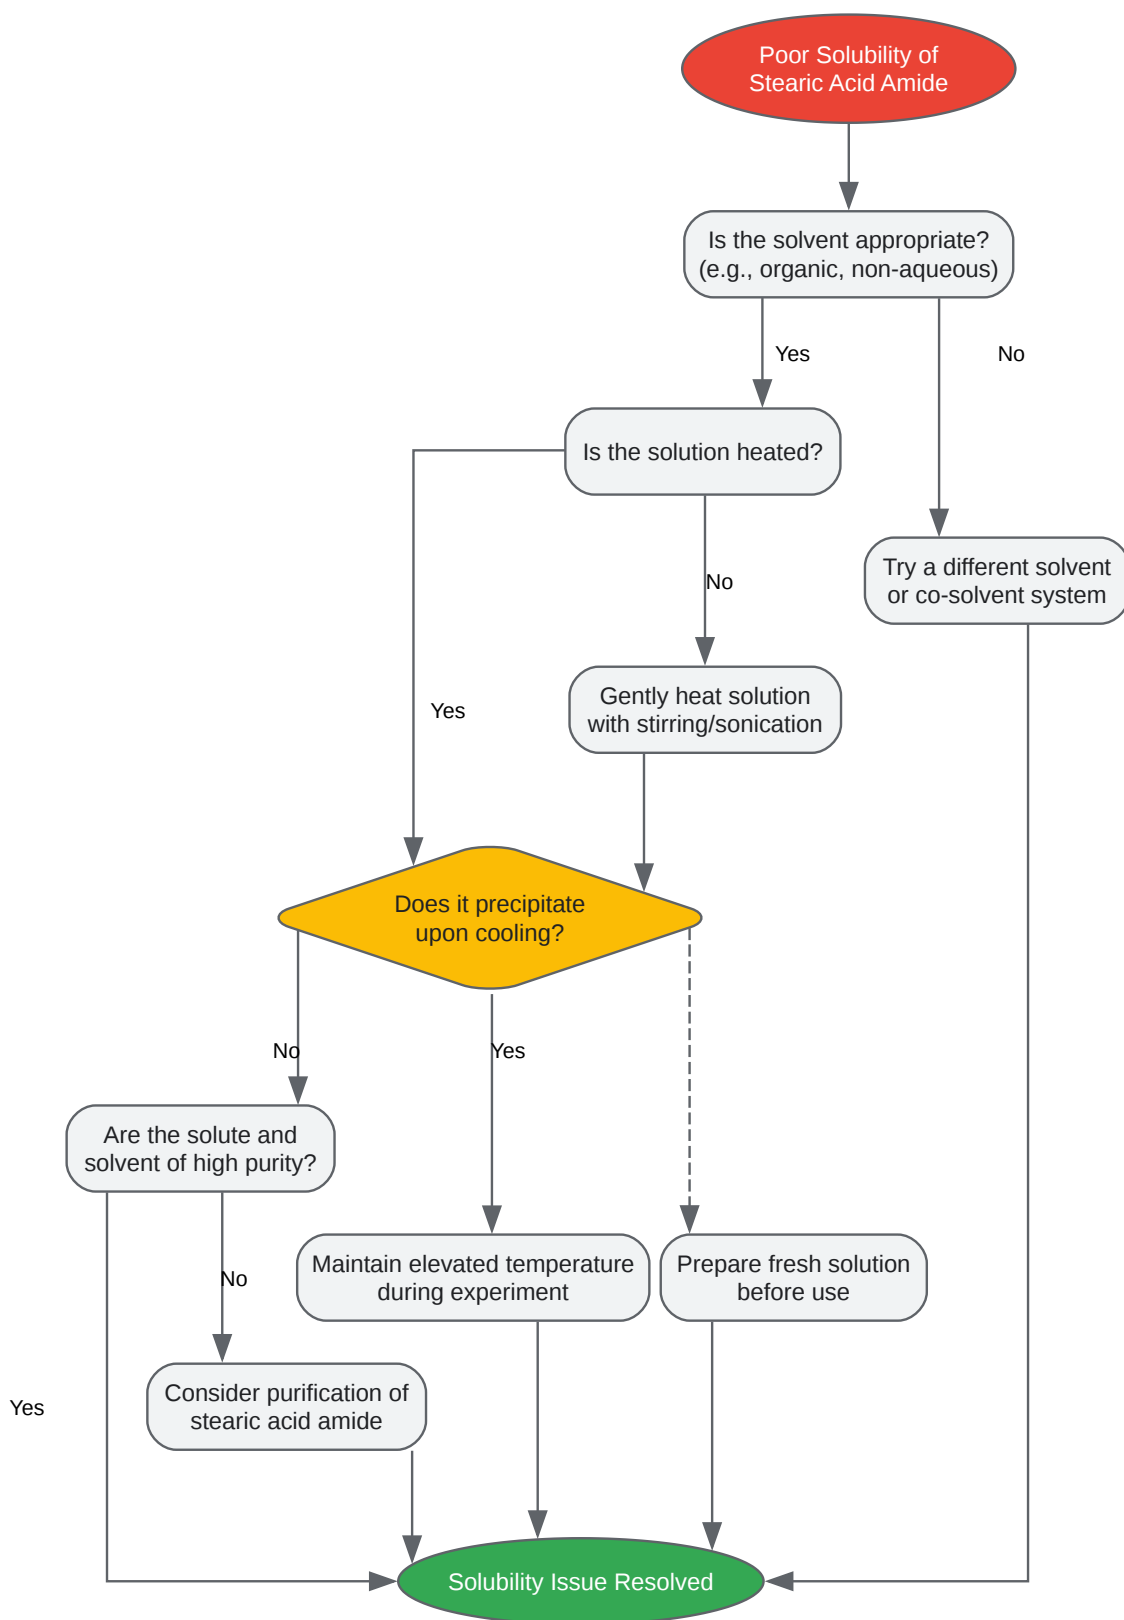 Poor Solubility of
Stearic Acid Amide
Is the solvent appropriate?
(e.g., organic, non-aqueous)
Yes
No
Is the solution heated?
No
Try a different solvent
or co-solvent system
Yes
Gently heat solution
with stirring/sonication
Does it precipitate
upon cooling?
No
Yes
Are the solute and
solvent of high purity?
No
Maintain elevated temperature
during experiment
Prepare fresh solution
before use
Yes
Consider purification of
stearic acid amide
Solubility Issue Resolved